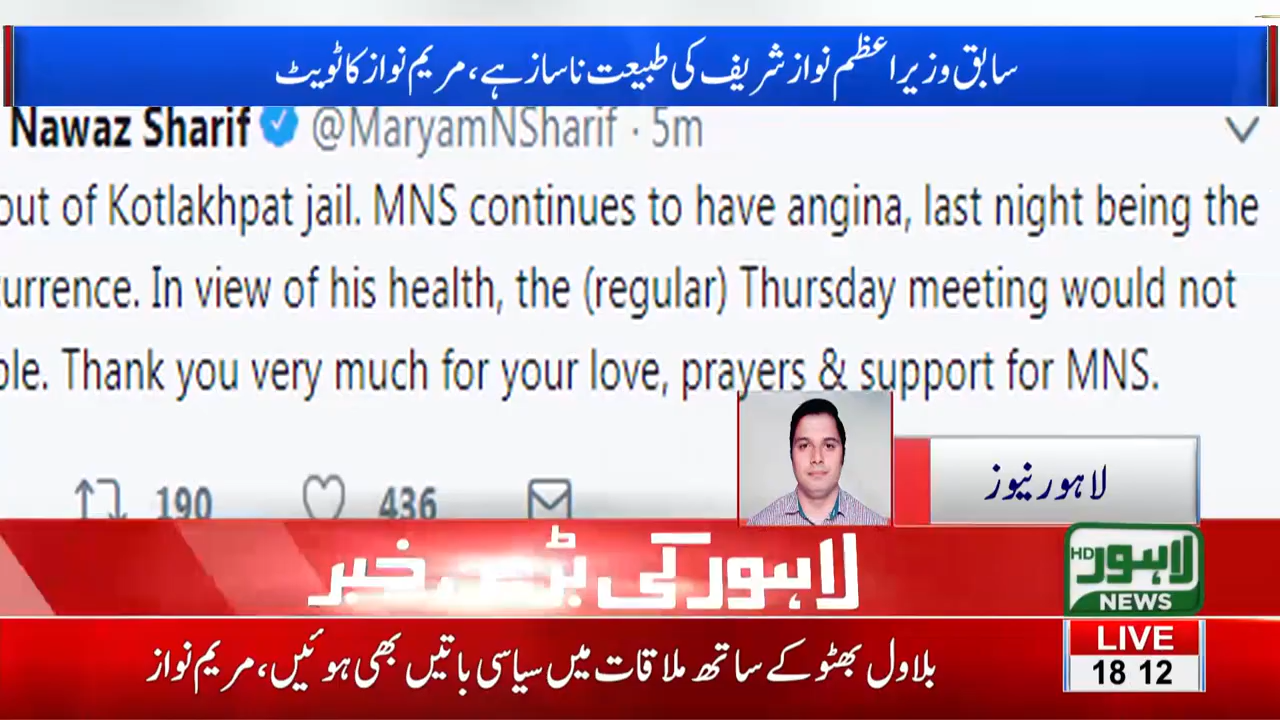 سابق وزیراعظم نواز شریف کی طبیعت ناساز ہے، مریم نواز کا ٹویٹ
Nawaz Sharif @MaryamNSharif · 5m
out of Kotlakhpat jail. MNS continues to have angina, last night being the
urrence. In view of his health, the (regular) Thursday meeting would not
ble. Thank you very much for your love, prayers & support for MNS.
190 436
لاہور نیوز
لاہور کی بڑی خبر
HD لاہور
NEWS
بلاول بھٹو کے ساتھ ملاقات میں سیاسی باتیں بھی ہوئیں، مریم نواز
LIVE
18 12